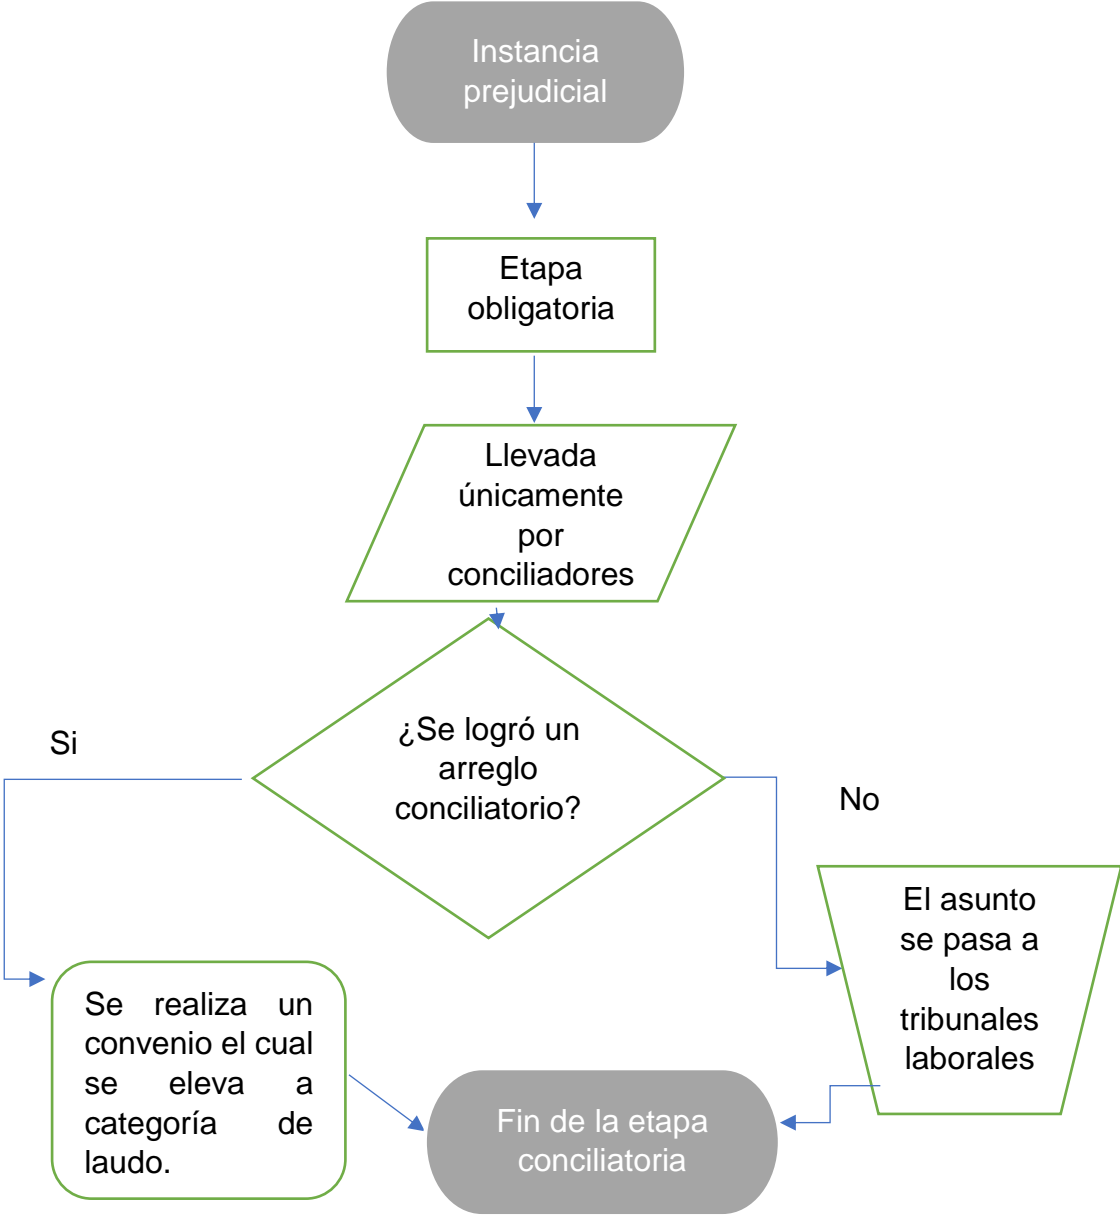 Instancia
prejudicial
Etapa
obligatoria
Llevada
únicamente
por
conciliadores
¿Se logró un
arreglo
conciliatorio?
Si
No
El asunto
se pasa a
los
tribunales
laborales
Se realiza un
convenio el cual
se eleva a
categoría de
laudo.
Fin de la etapa
conciliatoria